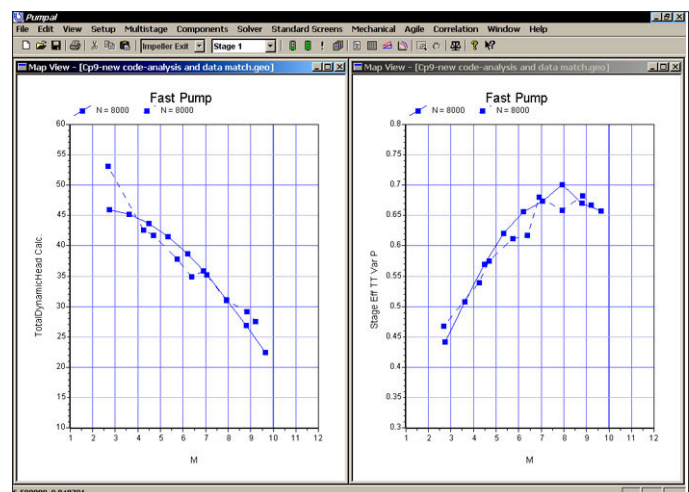 Pumpal
File Edit View Setup Multistage Components Solver Standard Screens Mechanical Agile Correlation Window Help
Impeller Exit Stage 1
Map View - [Cp9-new code-analysis and data match.geo]
Fast Pump
N = 8000 N = 8000
60
55
50
45
40
35
30
25
20
15
10
TotalDynamicHead Calc.
1 2 3 4 5 6 7 8 9 10 11 12
M
Map View - [Cp9-new code-analysis and data match.geo]
Fast Pump
N = 8000 N = 8000
0.8
0.75
0.7
0.65
0.6
0.55
0.5
0.45
0.4
0.35
0.3
Stage Eff TT Var P
1 2 3 4 5 6 7 8 9 10 11 12
M